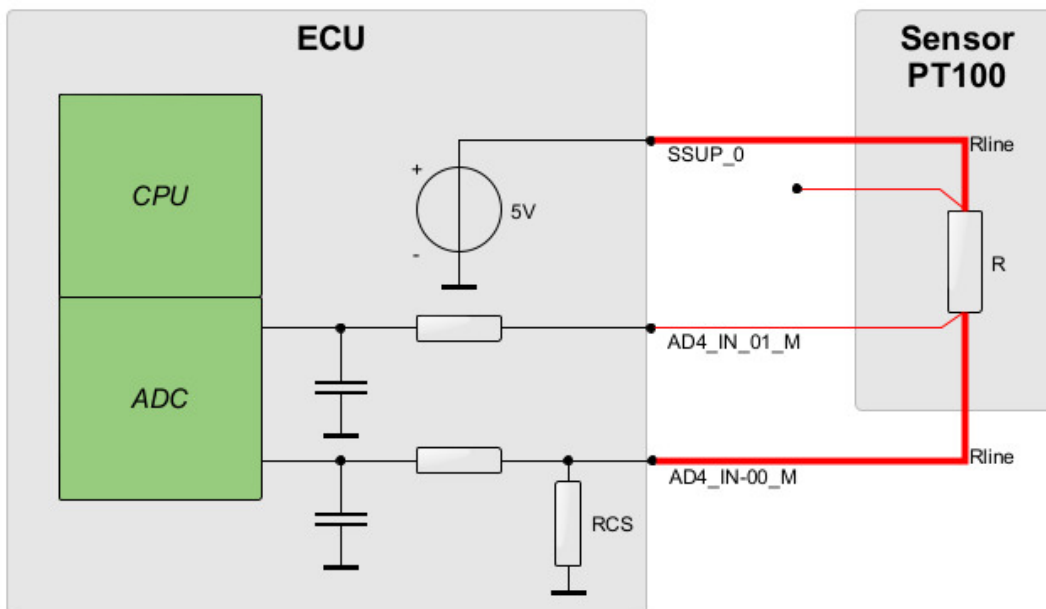 ECU
Sensor
PT100
CPU
+
5V
-
SSUP_0
Rline
R
ADC
AD4_IN_01_M
AD4_IN-00_M
Rline
RCS